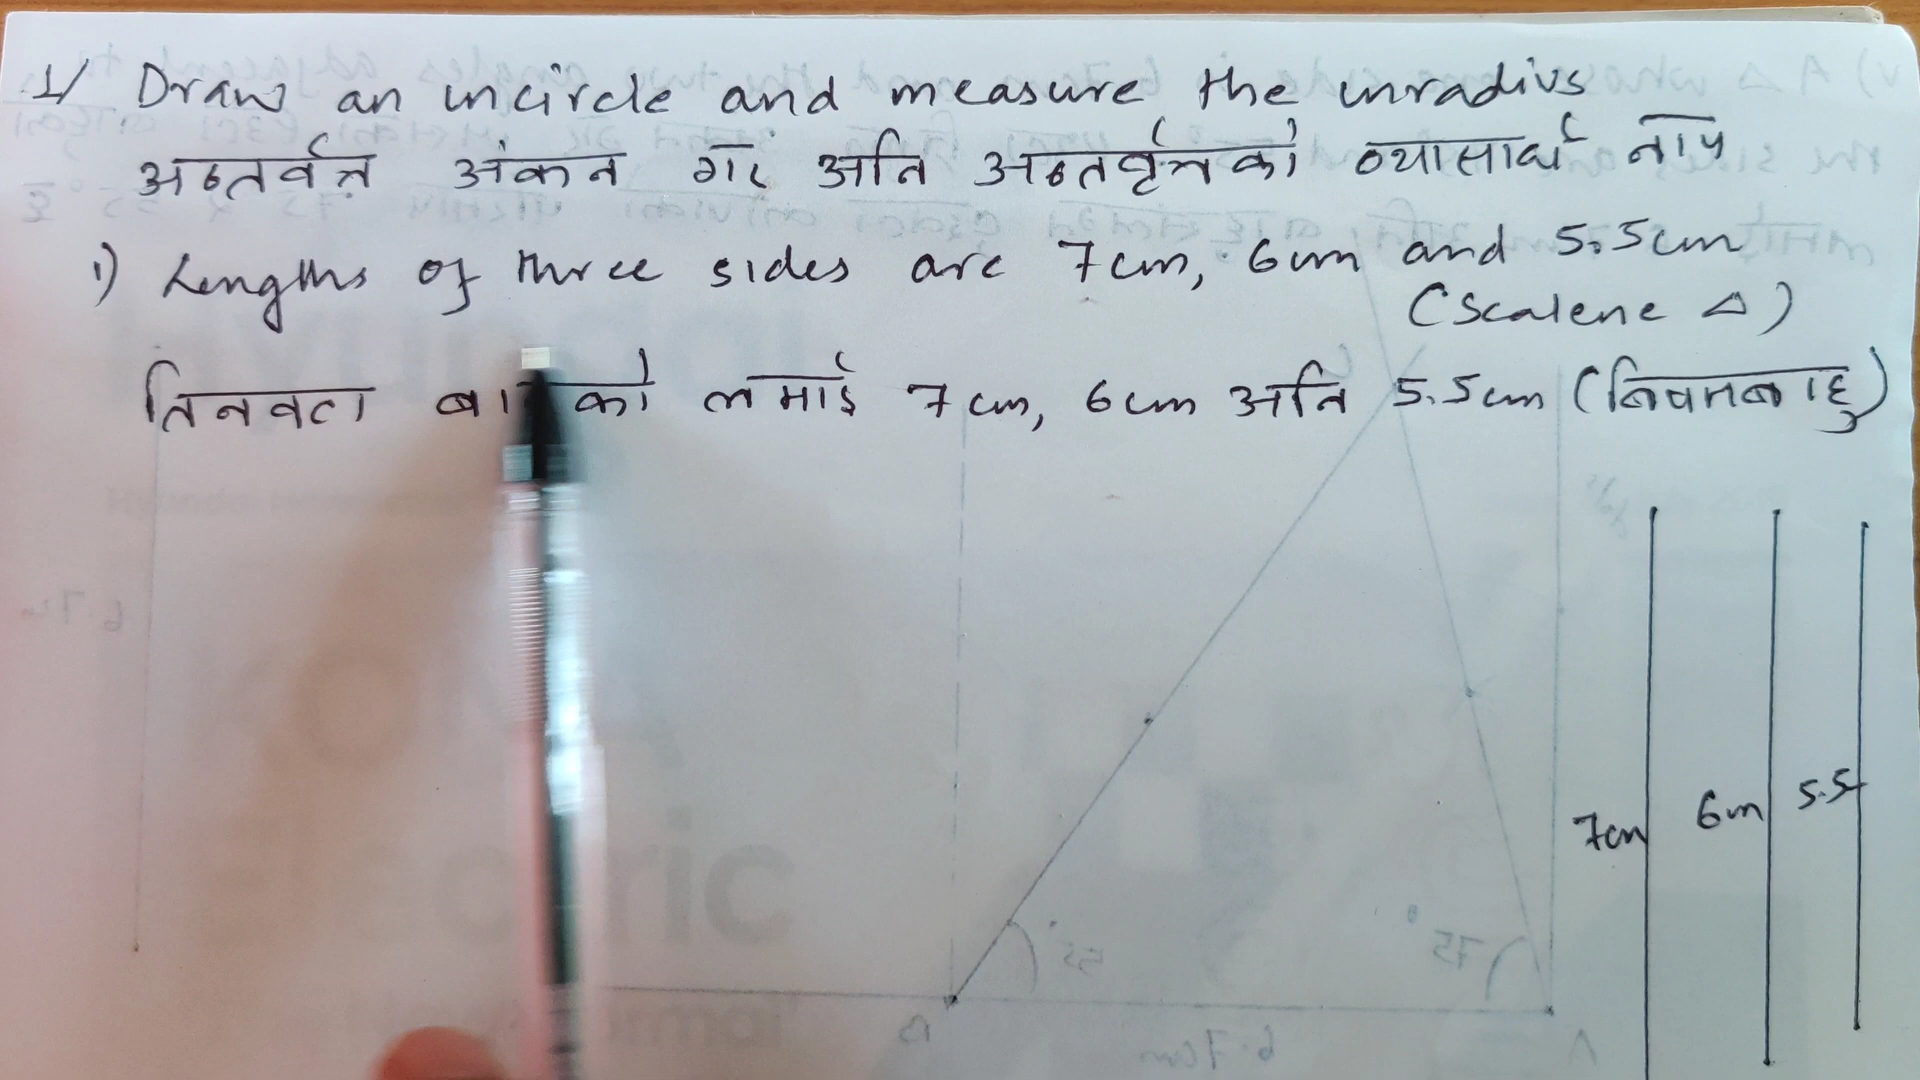 1/ Draw an incircle and measure the inradius
अन्तर्वृत्त अंकन गर अनि अन्तर्वृत्तको व्यासार्ध नाप
i) Lengths of three sides are 7cm, 6cm and 5.5cm
(Scalene △)
तिनवटा को लमाई 7cm, 6cm अनि 5.5cm (विषमबाहु)
7cm
6cm
5.5